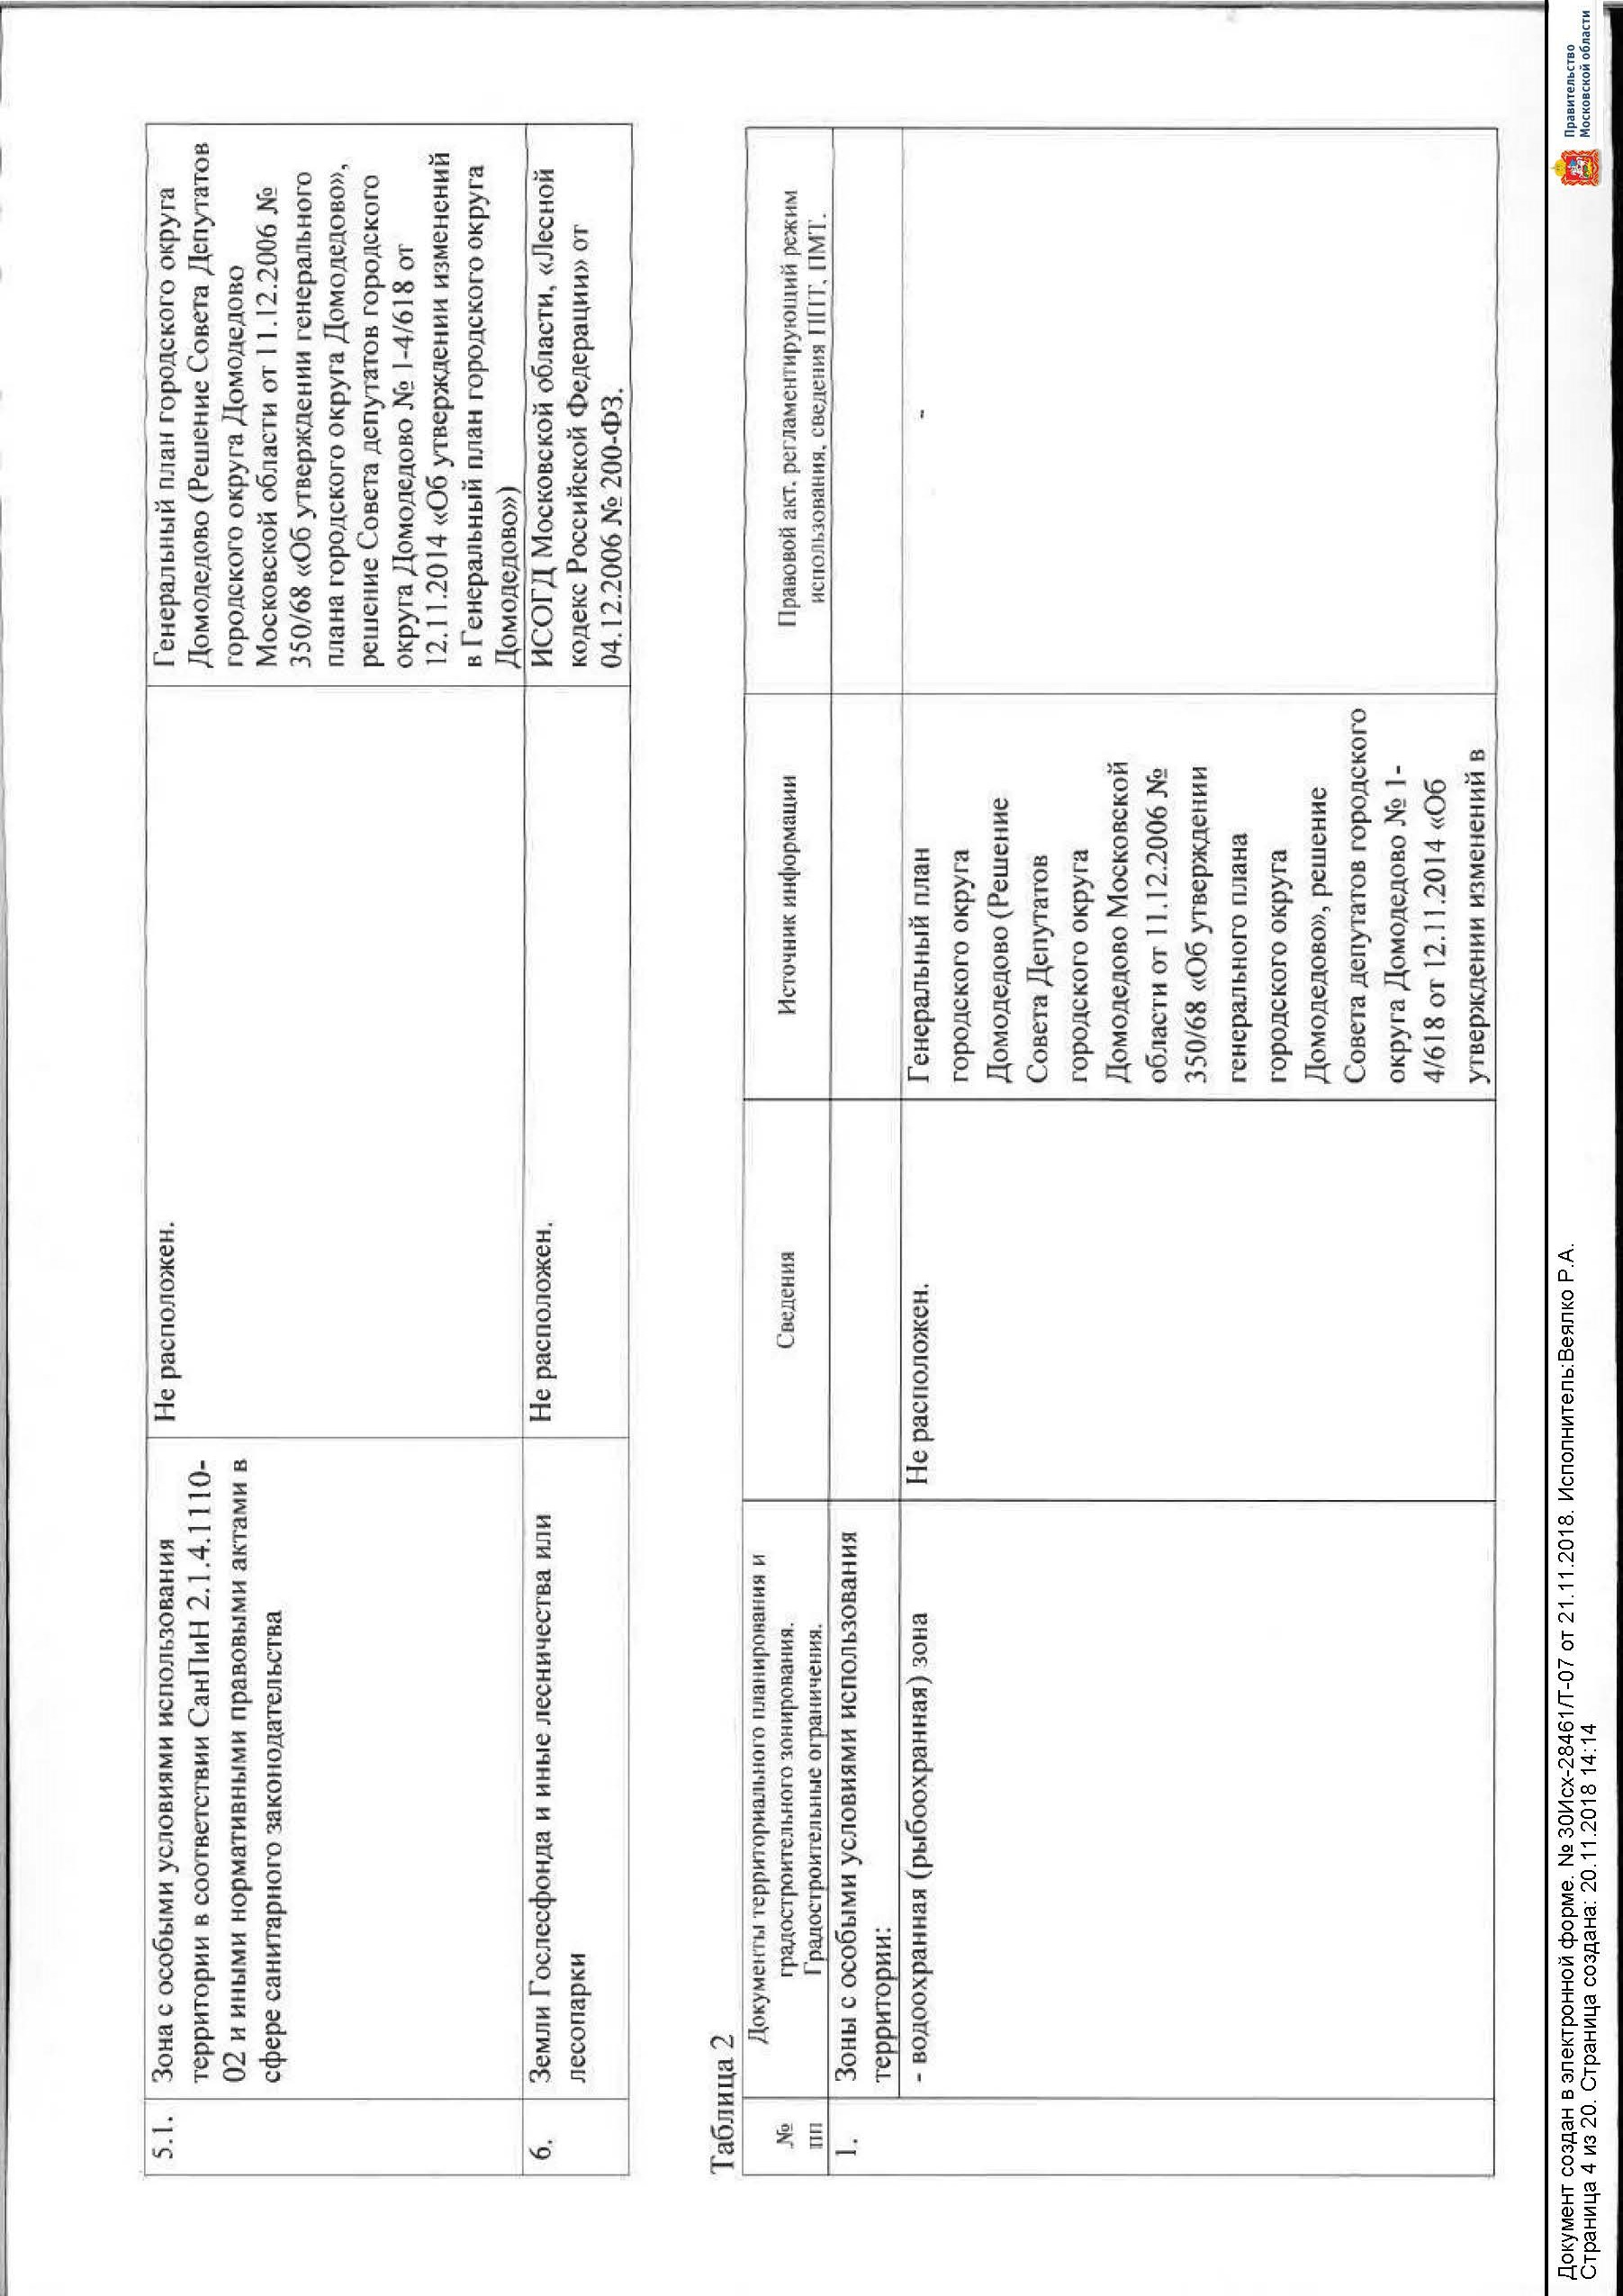 5.1.
Зона с особыми условиями использования
территории в соответствии СанПиН 2.1.4.1110-
02 и иными нормативными правовыми актами в
сфере санитарного законодательства
Не расположен.
Генеральный план городского округа
Домодедово (Решение Совета Депутатов
городского округа Домодедово
Московской области от 11.12.2006 №
350/68 «Об утверждении генерального
плана городского округа Домодедово»,
решение Совета депутатов городского
округа Домодедово № 1-4/618 от
12.11.2014 «Об утверждении изменений
в Генеральный план городского округа
Домодедово»)
6.
Земли Гослесфонда и иные лесничества или
лесопарки
Не расположен.
ИСОГД Московской области, «Лесной
кодекс Российской Федерации» от
04.12.2006 № 200-ФЗ.
Таблица 2
№
пп
Документы территориального планирования и
градостроительного зонирования.
Градостроительные ограничения.
Сведения
Источник информации
Правовой акт, регламентирующий режим
использования, сведения ППТ, ПМТ.
1.
Зоны с особыми условиями использования
территории:
- водоохранная (рыбоохранная) зона
Не расположен.
Генеральный план
городского округа
Домодедово (Решение
Совета Депутатов
городского округа
Домодедово Московской
области от 11.12.2006 №
350/68 «Об утверждении
генерального плана
городского округа
Домодедово», решение
Совета депутатов городского
округа Домодедово № 1-
4/618 от 12.11.2014 «Об
утверждении изменений в
-
Документ создан в электронной форме. № 30Исх-28461/Т-07 от 21.11.2018. Исполнитель:Веялко Р.А.
Страница 4 из 20. Страница создана: 20.11.2018 14:14
Правительство
Московской области